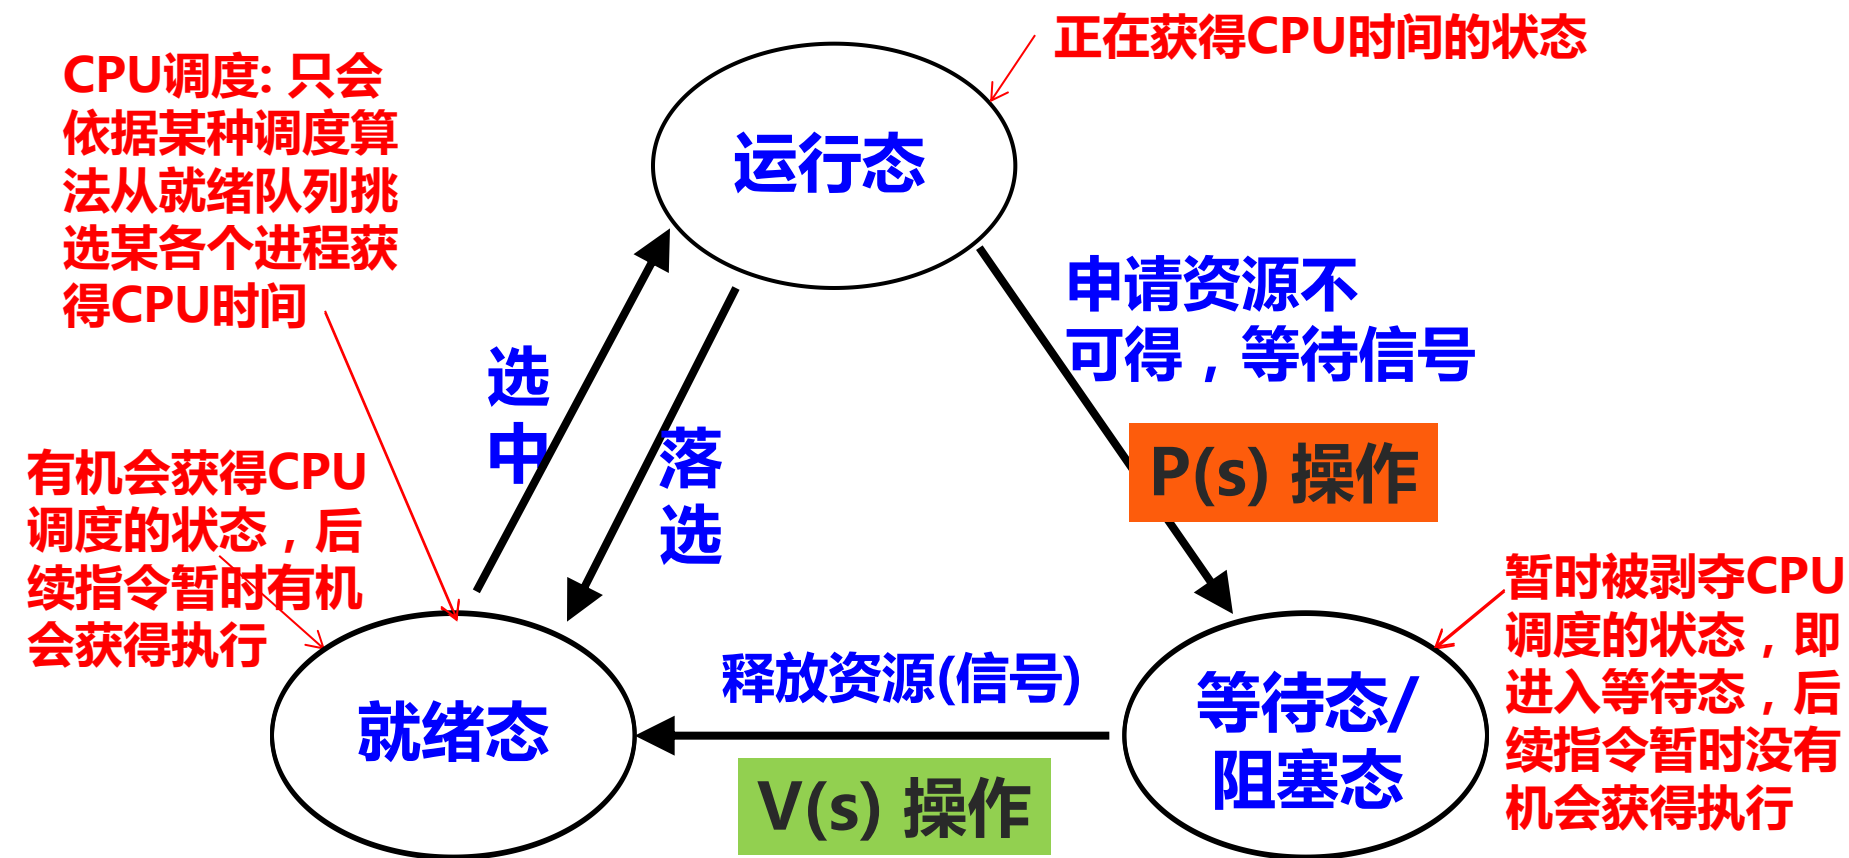 正在获得CPU时间的状态
CPU调度: 只会
依据某种调度算
法从就绪队列挑
选某各个进程获
得CPU时间
运行态
申请资源不
可得，等待信号
选
中
落
选
P(s) 操作
有机会获得CPU
调度的状态，后
续指令暂时有机
会获得执行
暂时被剥夺CPU
调度的状态，即
进入等待态，后
续指令暂时没有
机会获得执行
释放资源(信号)
就绪态
等待态/
阻塞态
V(s) 操作